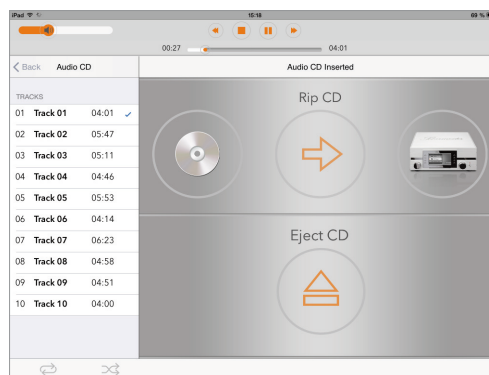 iPad 15:18 69 %
00:27 04:01
Back Audio CD Audio CD Inserted
TRACKS
01 Track 01 04:01
02 Track 02 05:47
03 Track 03 05:11
04 Track 04 04:46
05 Track 05 05:53
06 Track 06 04:14
07 Track 07 06:23
08 Track 08 04:58
09 Track 09 04:51
10 Track 10 04:00
Rip CD
Eject CD